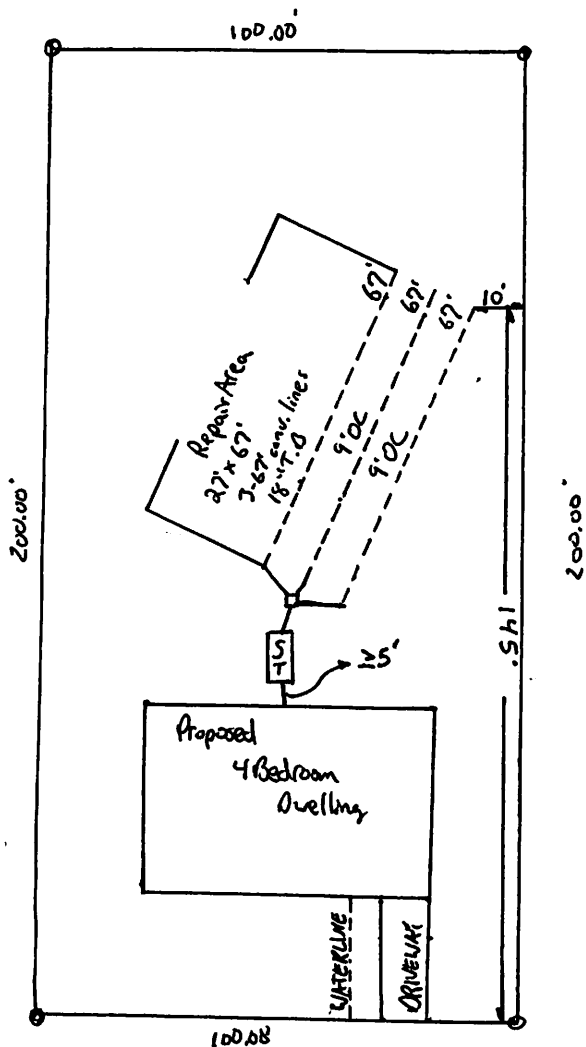 100.00'
200.00'
Repair Area
27' x 67'
3-67' conv. lines
18" T.B
67'
67'
67'
10'
9'OC
9'OC
200.00'
145'
ST
≥5'
Proposed
4 Bedroom
Dwelling
WATERLINE
DRIVEWAY
100.00